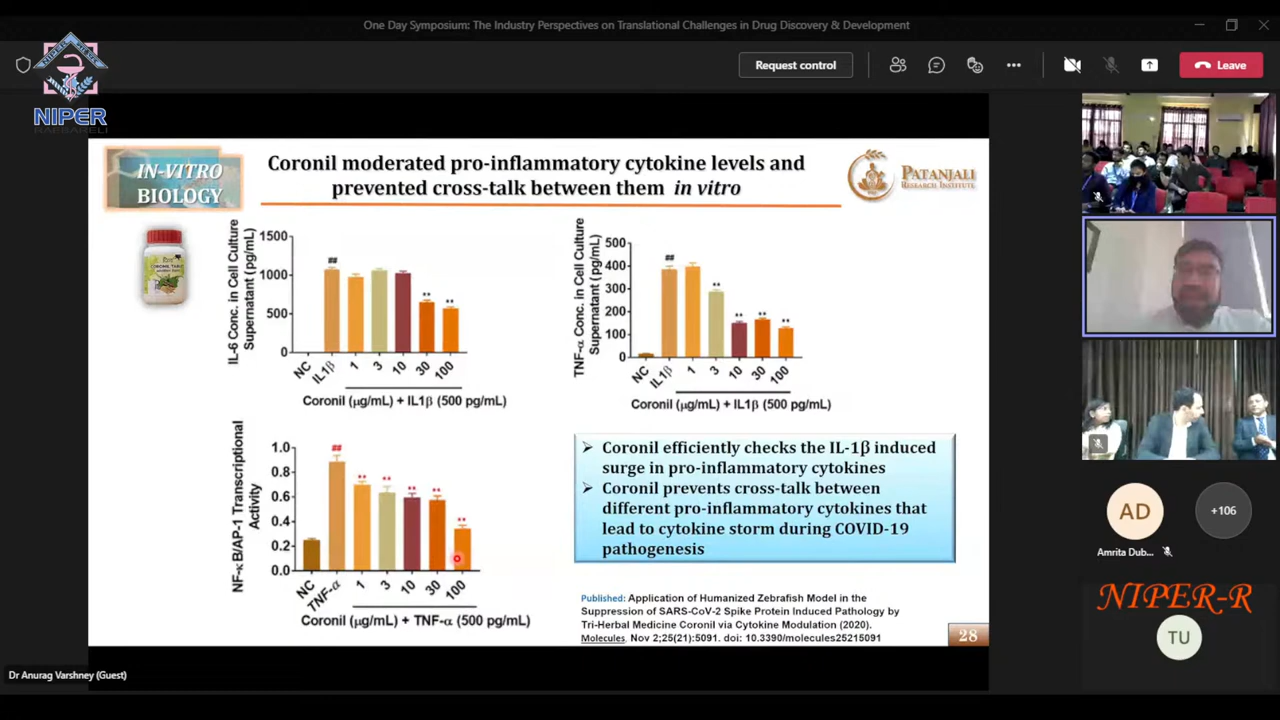 One Day Symposium: The Industry Perspectives on Translational Challenges in Drug Discovery & Development
NIPER
RAEBARELI
Request control
Leave
IN-VITRO
BIOLOGY
Coronil moderated pro-inflammatory cytokine levels and
prevented cross-talk between them in vitro
PATANJALI
RESEARCH INSTITUTE
IL-6 Conc. in Cell Culture
Supernatant (pg/mL)
1500
1000
500
0
##
**
**
NC
IL1β
1
3
10
30
100
Coronil (μg/mL) + IL1β (500 pg/mL)
TNF-α Conc. in Cell Culture
Supernatant (pg/mL)
500
400
300
200
100
0
##
**
**
**
**
NC
IL1β
1
3
10
30
100
Coronil (μg/mL) + IL1β (500 pg/mL)
NF-κB/AP-1 Transcriptional
Activity
1.0
0.8
0.6
0.4
0.2
0.0
##
**
**
**
**
**
NC
TNF-α
1
3
10
30
100
Coronil (μg/mL) + TNF-α (500 pg/mL)
➢ Coronil efficiently checks the IL-1β induced
surge in pro-inflammatory cytokines
➢ Coronil prevents cross-talk between
different pro-inflammatory cytokines that
lead to cytokine storm during COVID-19
pathogenesis
Published: Application of Humanized Zebrafish Model in the
Suppression of SARS-CoV-2 Spike Protein Induced Pathology by
Tri-Herbal Medicine Coronil via Cytokine Modulation (2020).
Molecules. Nov 2;25(21):5091. doi: 10.3390/molecules25215091
28
Dr Anurag Varshney (Guest)
AD
+106
Amrita Dub...
NIPER-R
TU